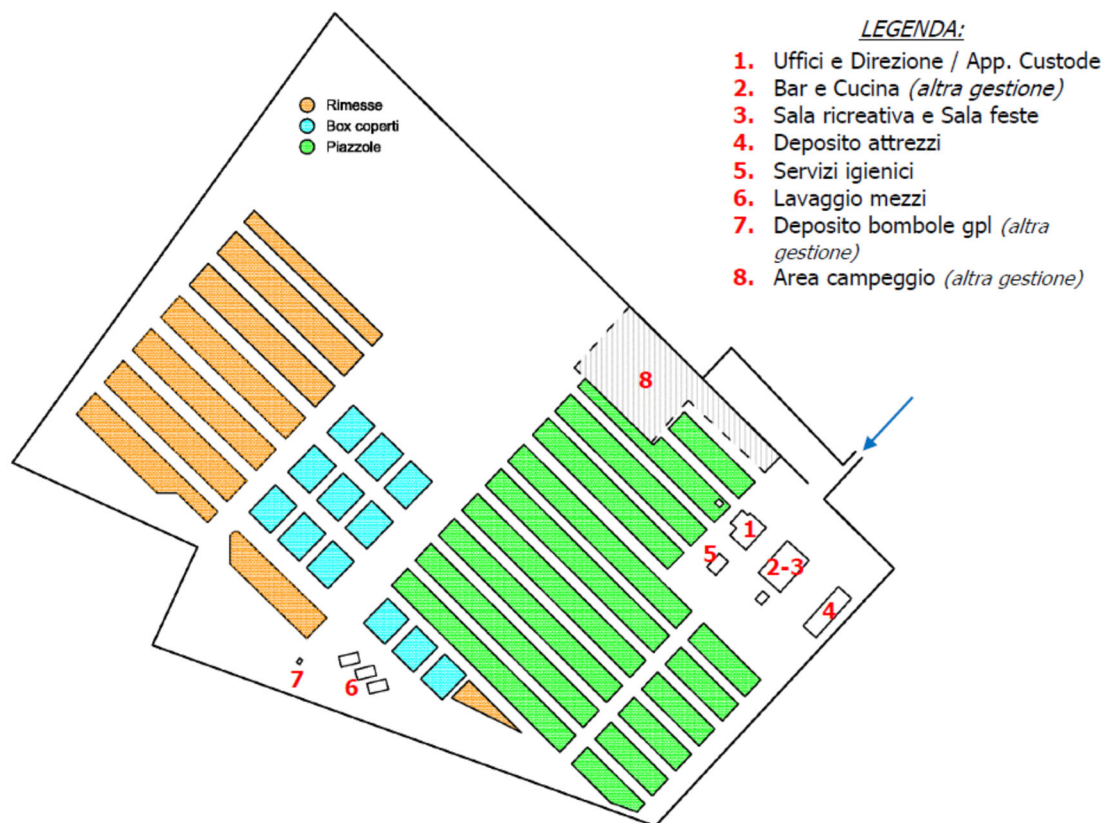 LEGENDA:
1. Uffici e Direzione / App. Custode
2. Bar e Cucina (altra gestione)
3. Sala ricreativa e Sala feste
4. Deposito attrezzi
5. Servizi igienici
6. Lavaggio mezzi
7. Deposito bombole gpl (altra
gestione)
8. Area campeggio (altra gestione)
Rimesse
Box coperti
Piazzole
8
1
5
2-3
4
7
6